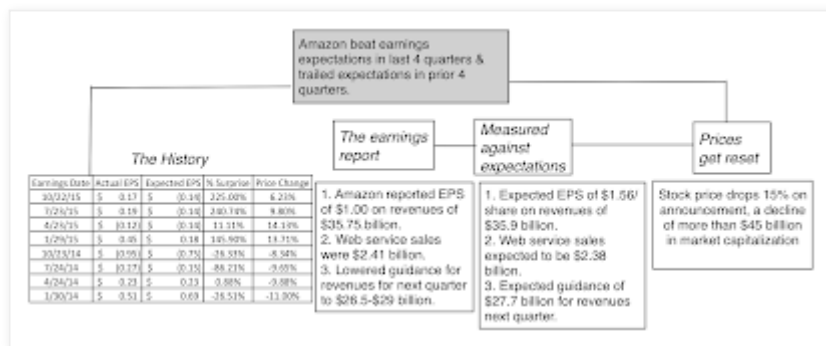 Amazon beat earnings
expectations in last 4 quarters &
trailed expectations in prior 4
quarters.
The History
Earnings Date Actual EPS Expected EPS % Surprise Price Change
10/22/15 $ 0.17 $ (0.14) 225.00% 6.23%
7/23/15 $ 0.19 $ (0.14) 240.74% 9.80%
4/23/15 $ (0.12) $ (0.14) 11.11% 14.13%
1/29/15 $ 0.45 $ 0.18 145.90% 13.71%
10/23/14 $ (0.95) $ (0.75) -26.33% -8.34%
7/24/14 $ (0.27) $ (0.15) -86.21% -9.65%
4/24/14 $ 0.23 $ 0.23 0.88% -9.88%
1/30/14 $ 0.51 $ 0.69 -26.51% -11.00%
The earnings
report
1. Amazon reported EPS
of $1.00 on revenues of
$35.75 billion.
2. Web service sales
were $2.41 billion.
3. Lowered guidance for
revenues for next quarter
to $26.5-$29 billion.
Measured
against
expectations
1. Expected EPS of $1.56/
share on revenues of
$35.9 billion.
2. Web service sales
expected to be $2.38
billion.
3. Expected guidance of
$27.7 billion for revenues
next quarter.
Prices
get reset
Stock price drops 15% on
announcement, a decline
of more than $45 billion
in market capitalization